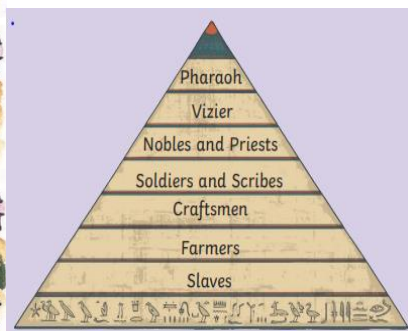 Pharaoh
Vizier
Nobles and Priests
Soldiers and Scribes
Craftsmen
Farmers
Slaves